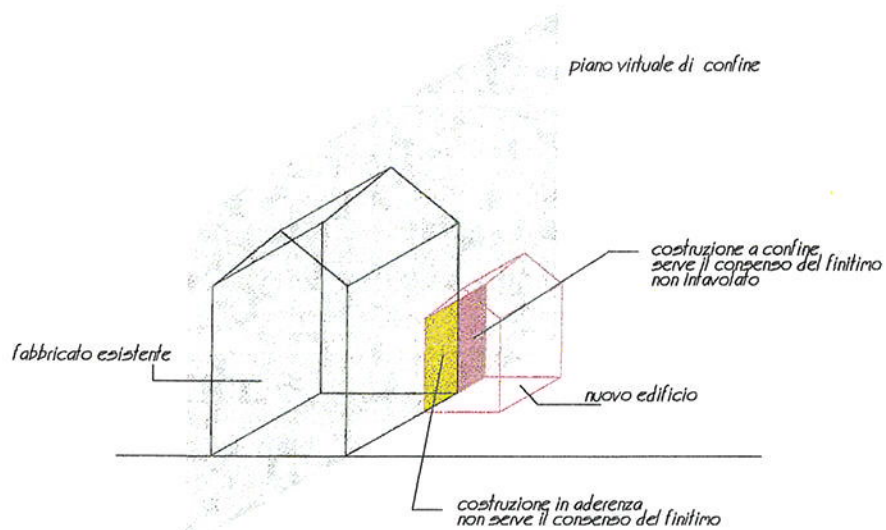 piano virtuale di confine
costruzione a confine
serve il consenso del finitimo
non intavolato
fabbricato esistente
nuovo edificio
costruzione in aderenza
non serve il consenso del finitimo